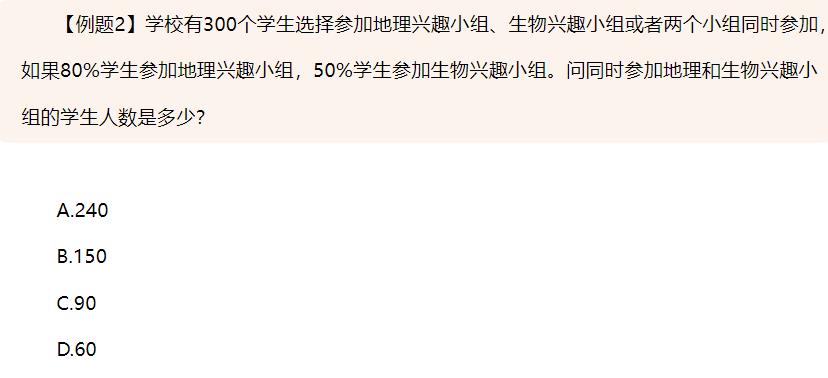 【例题2】学校有300个学生选择参加地理兴趣小组、生物兴趣小组或者两个小组同时参加，
如果80%学生参加地理兴趣小组，50%学生参加生物兴趣小组。问同时参加地理和生物兴趣小
组的学生人数是多少？
A.240
B.150
C.90
D.60